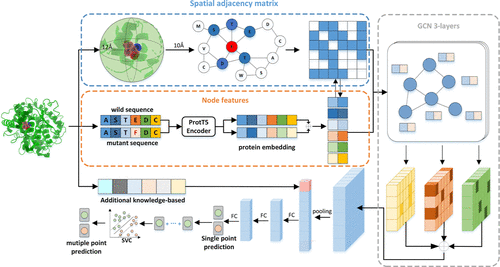 Spatial adjacency matrix
GCN 3-layers
12Å
10Å
Node features
wild sequence
A S T E D C
A S T F D C
mutant sequence
ProtT5
Encoder
protein embedding
Additional knowledge-based
FC
FC
FC
pooling
Single point
prediction
SVC
mutiple point
prediction